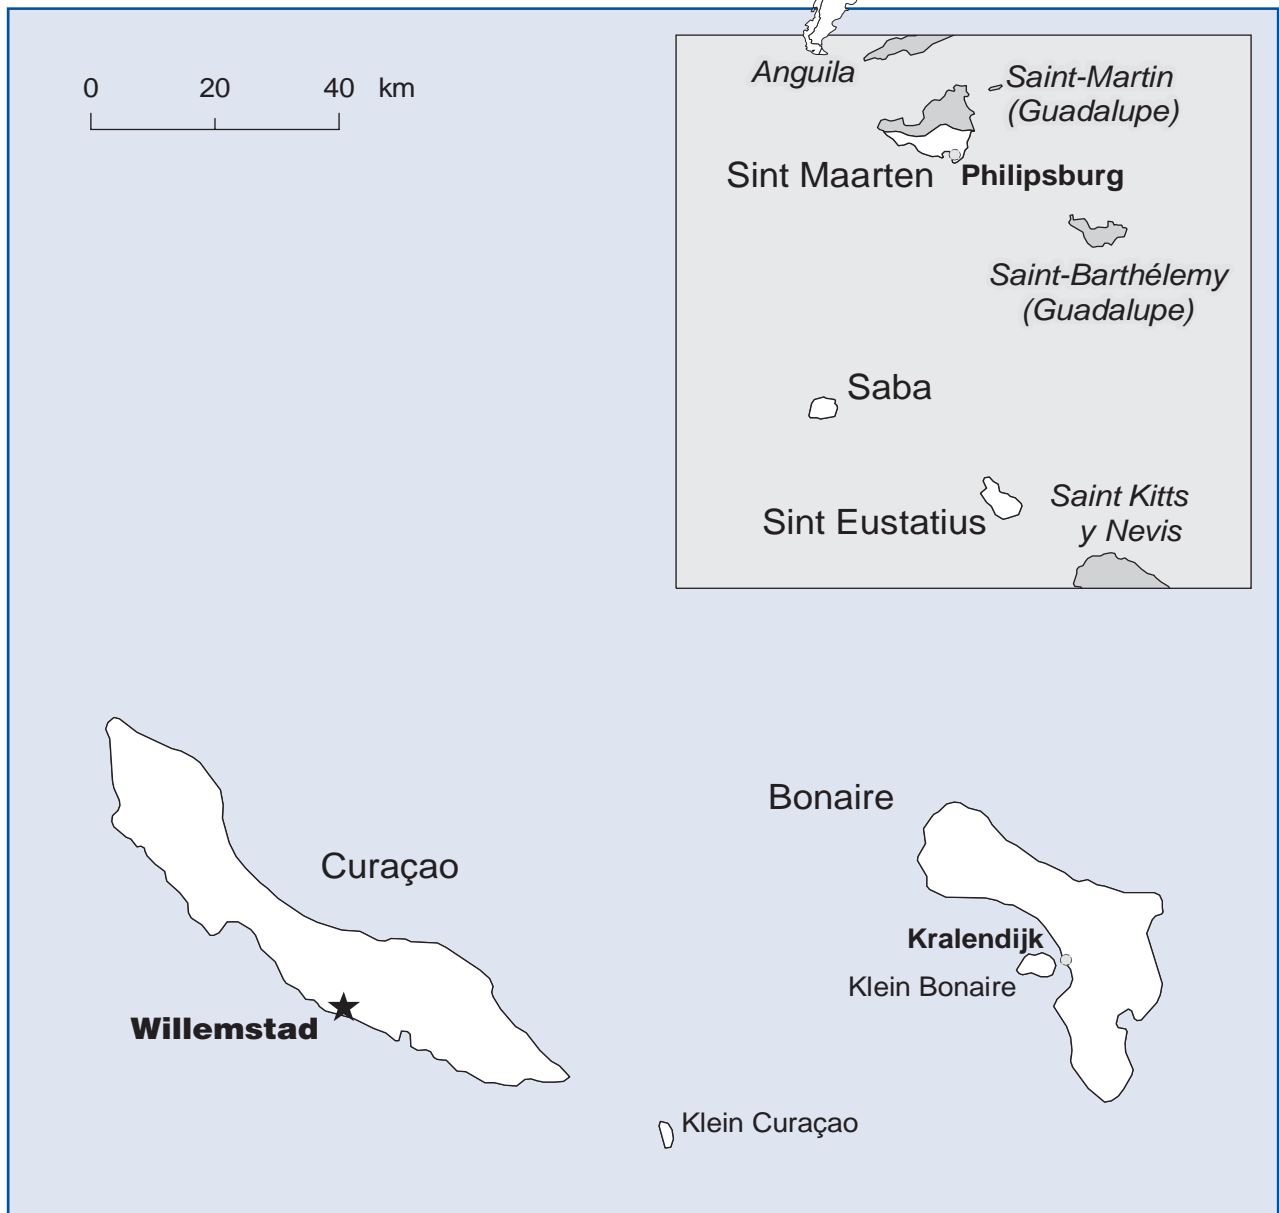 0 20 40 km
Anguila
Saint-Martin
(Guadalupe)
Sint Maarten
Philipsburg
Saint-Barthélemy
(Guadalupe)
Saba
Saint Kitts
y Nevis
Sint Eustatius
Bonaire
Curaçao
Kralendijk
Klein Bonaire
Willemstad
Klein Curaçao